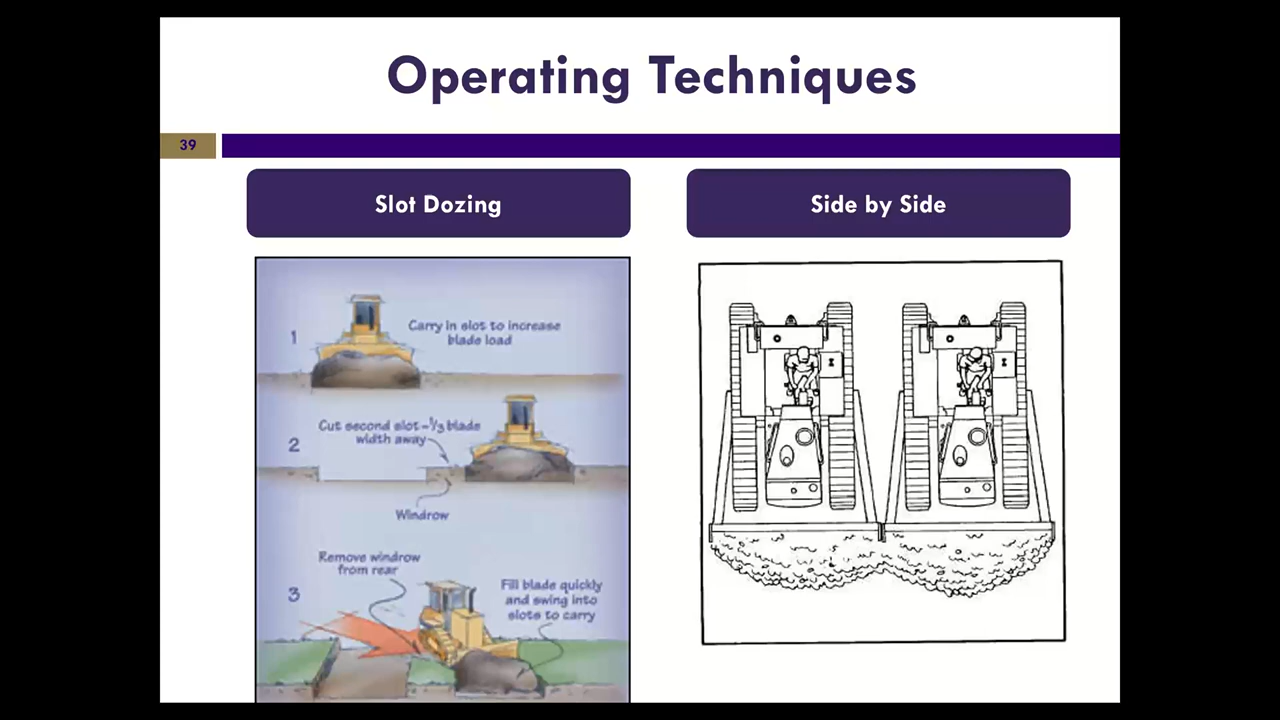 Operating Techniques
39
Slot Dozing
Side by Side
1
Carry in slot to increase
blade load
2
Cut second slot ~1/3 blade
width away
Windrow
3
Remove windrow
from rear
Fill blade quickly
and swing into
slots to carry